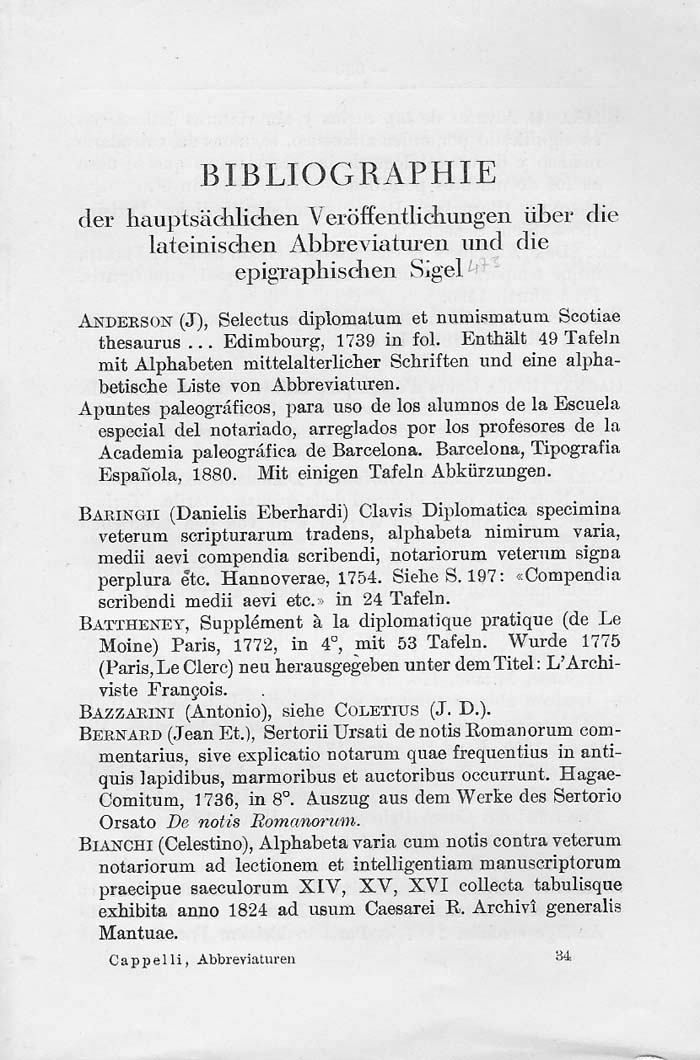 BIBLIOGRAPHIE
der hauptsächlichen Veröffentlichungen über die
lateinischen Abbreviaturen und die
epigraphischen Sigel 473
ANDERSON (J), Selectus diplomatum et numismatum Scotiae
thesaurus ... Edimbourg, 1739 in fol. Enthält 49 Tafeln
mit Alphabeten mittelalterlicher Schriften und eine alpha-
betische Liste von Abbreviaturen.
Apuntes paleográficos, para uso de los alumnos de la Escuela
especial del notariado, arreglados por los profesores de la
Academia paleográfica de Barcelona. Barcelona, Tipografia
Española, 1880. Mit einigen Tafeln Abkürzungen.
BARINGII (Danielis Eberhardi) Clavis Diplomatica specimina
veterum scripturarum tradens, alphabeta nimirum varia,
medii aevi compendia scribendi, notariorum veterum signa
perplura etc. Hannoverae, 1754. Siehe S. 197: «Compendia
scribendi medii aevi etc.» in 24 Tafeln.
BATTHENEY, Supplément à la diplomatique pratique (de Le
Moine) Paris, 1772, in 4°, mit 53 Tafeln. Wurde 1775
(Paris, Le Clerc) neu herausgegeben unter dem Titel: L'Archi-
viste François.
BAZZARINI (Antonio), siehe COLETIUS (J. D.).
BERNARD (Jean Et.), Sertorii Ursati de notis Romanorum com-
mentarius, sive explicatio notarum quae frequentius in anti-
quis lapidibus, marmoribus et auctoribus occurrunt. Hagae-
Comitum, 1736, in 8°. Auszug aus dem Werke des Sertorio
Orsato De notis Romanorum.
BIANCHI (Celestino), Alphabeta varia cum notis contra veterum
notariorum ad lectionem et intelligentiam manuscriptorum
praecipue saeculorum XIV, XV, XVI collecta tabulisque
exhibita anno 1824 ad usum Caesarei R. Archivî generalis
Mantuae.
Cappelli, Abbreviaturen 34